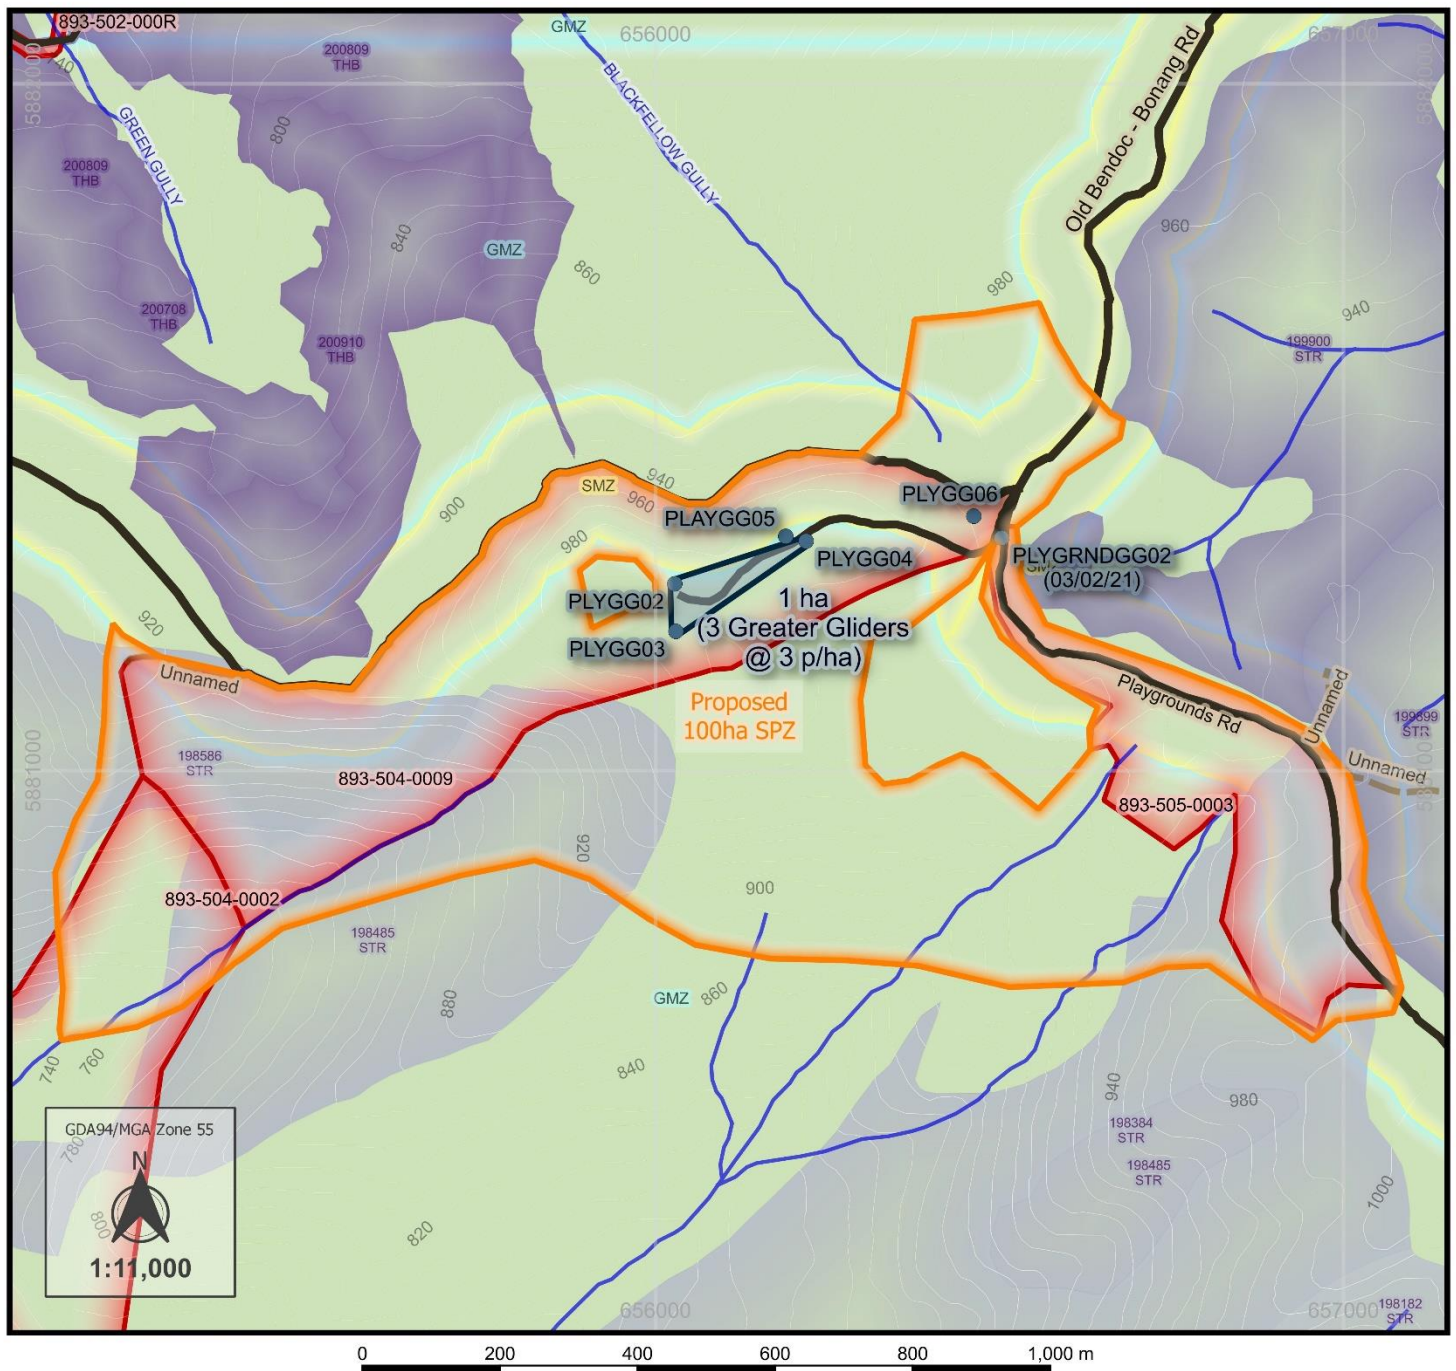 893-502-000R
GMZ
656000
657000
200809
THB
740
5882000
5882000
Old Bendoc - Bonang Rd
BLACKFELLOW GULLY
GREEN GULLY
800
200809
THB
960
840
GMZ
860
980
200708
THB
200910
THB
940
199900
STR
940
SMZ
960
900
980
PLYGG06
PLAYGG05
PLYGG04
PLYGRNDGG02
(03/02/21)
SMZ
PLYGG02
PLYGG03
1 ha
(3 Greater Gliders
@ 3 p/ha)
920
Unnamed
Proposed
100ha SPZ
Playgrounds Rd
Unnamed
199899
STR
Unnamed
5881000
198586
STR
893-504-0009
893-505-0003
920
900
893-504-0002
198485
STR
GMZ
860
880
840
740
760
940
980
198384
STR
198485
STR
GDA94/MGA Zone 55
N
780
800
1:11,000
820
1000
656000
657000
198182
STR
0
200
400
600
800
1,000 m